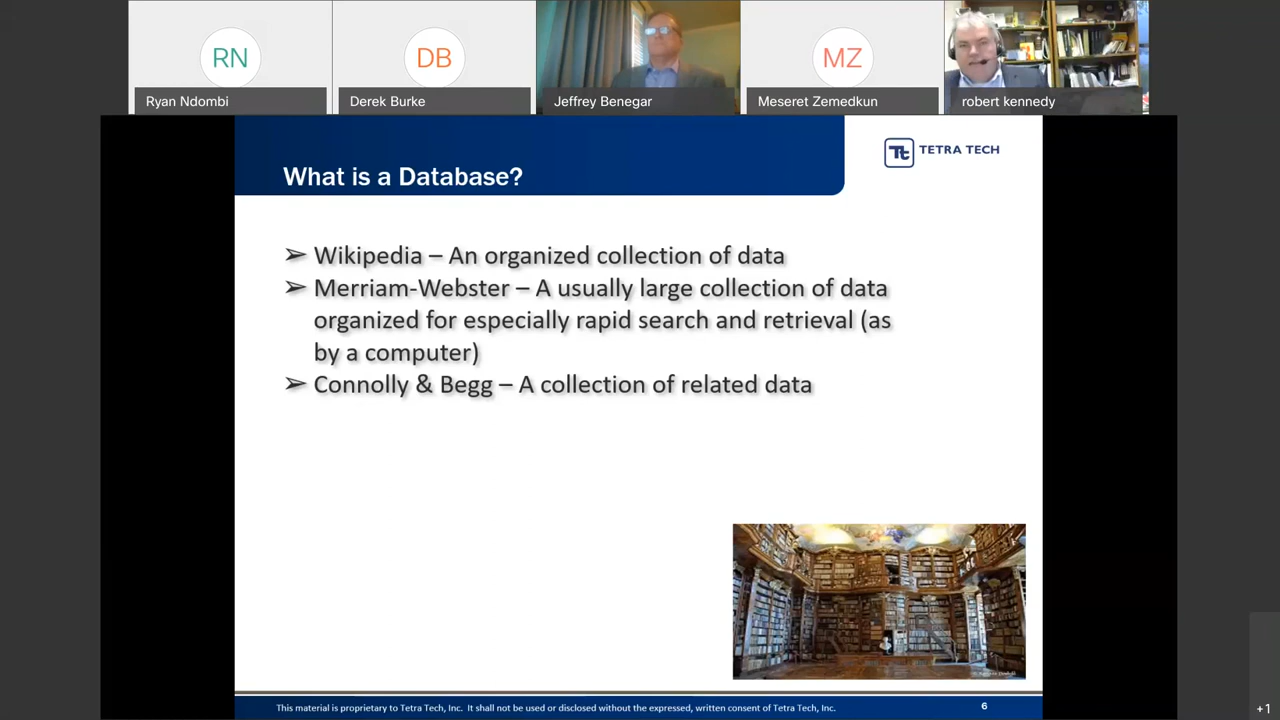 RN
DB
MZ
Ryan Ndombi
Derek Burke
Jeffrey Benegar
Meseret Zemedkun
robert kennedy
Tt TETRA TECH
What is a Database?
➢ Wikipedia – An organized collection of data
➢ Merriam-Webster – A usually large collection of data
organized for especially rapid search and retrieval (as
by a computer)
➢ Connolly & Begg – A collection of related data
This material is proprietary to Tetra Tech, Inc. It shall not be used or disclosed without the expressed, written consent of Tetra Tech, Inc.
6
+1